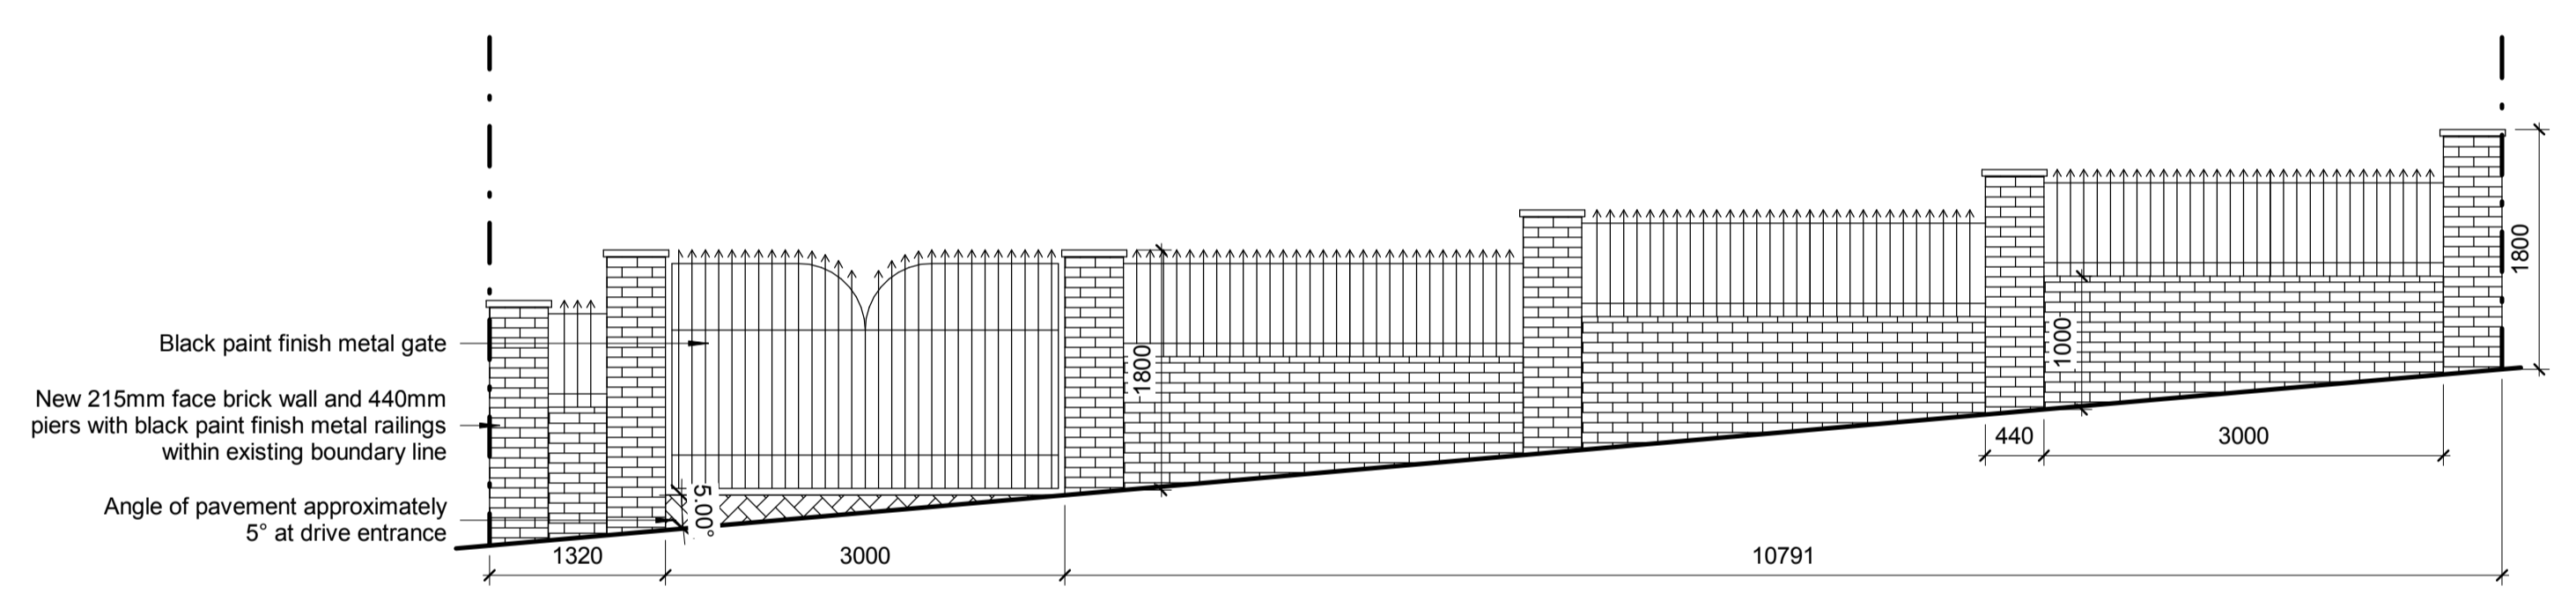 Black paint finish metal gate
New 215mm face brick wall and 440mm
piers with black paint finish metal railings
within existing boundary line
Angle of pavement approximately
5° at drive entrance
5.00°
1800
1000
1800
440
3000
1320
3000
10791